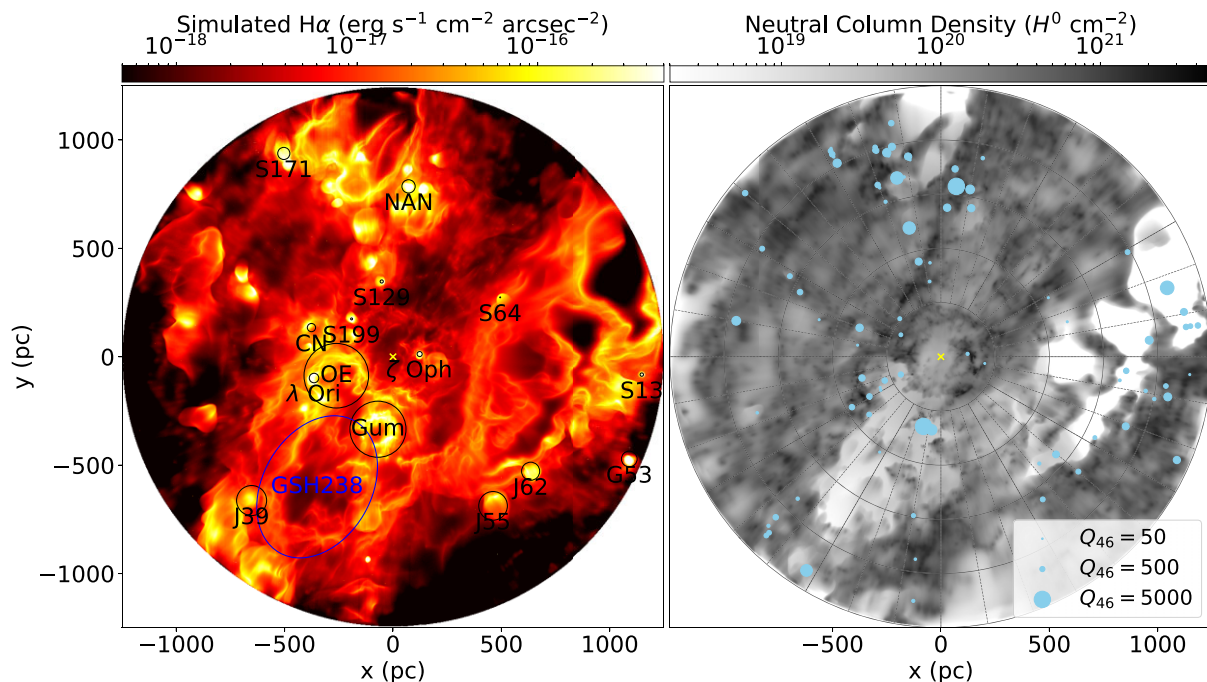 Simulated Hα (erg s⁻¹ cm⁻² arcsec⁻²)
10⁻¹⁸ 10⁻¹⁷ 10⁻¹⁶
Neutral Column Density (H⁰ cm⁻²)
10¹⁹ 10²⁰ 10²¹
1000
500
0
−500
−1000
y (pc)
S171
NAN
S129
S64
S199
CN
OE
ζ Oph
λ Ori
S13
Gum
GSH238
G53
J62
J39
J55
−1000 −500 0 500 1000
x (pc)
Q₄₆ = 50
Q₄₆ = 500
Q₄₆ = 5000
−500 0 500 1000
x (pc)